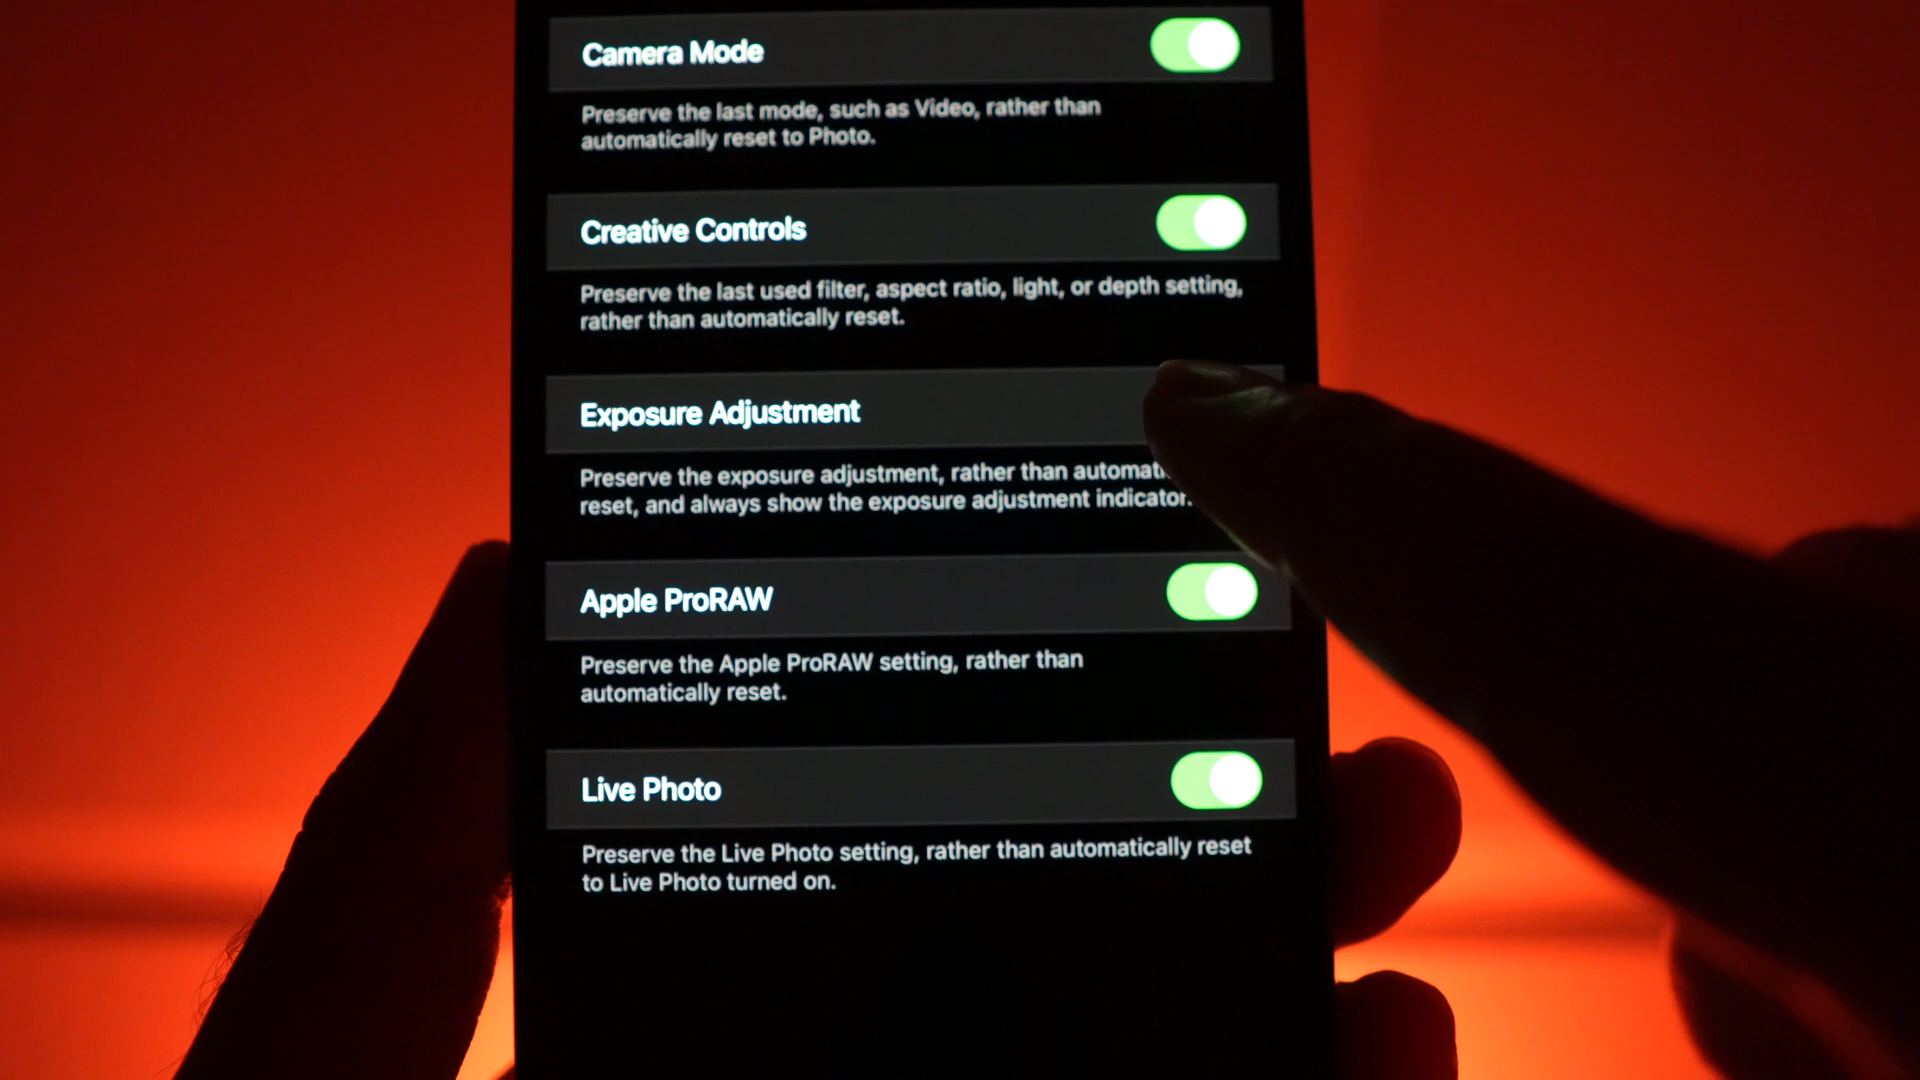 Camera Mode
Preserve the last mode, such as Video, rather than
automatically reset to Photo.
Creative Controls
Preserve the last used filter, aspect ratio, light, or depth setting,
rather than automatically reset.
Exposure Adjustment
Preserve the exposure adjustment, rather than
reset, and always show the exposure adjustment indicator.
Apple ProRAW
Preserve the Apple ProRAW setting, rather than
automatically reset.
Live Photo
Preserve the Live Photo setting, rather than automatically reset
to Live Photo turned on.